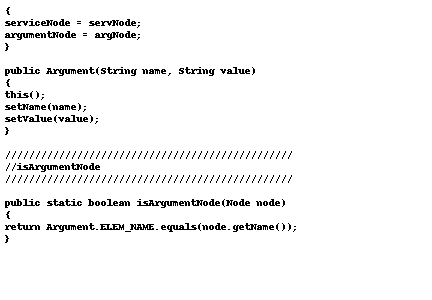 {
serviceNode = servNode;
argumentNode = argNode;
}
public Argument(String name, String value)
{
this();
setName(name);
setValue(value);
}
////////////////////////////////////////////////
//isArgumentNode
////////////////////////////////////////////////
public static boolean isArgumentNode(Node node)
{
return Argument.ELEM_NAME.equals(node.getName());
}